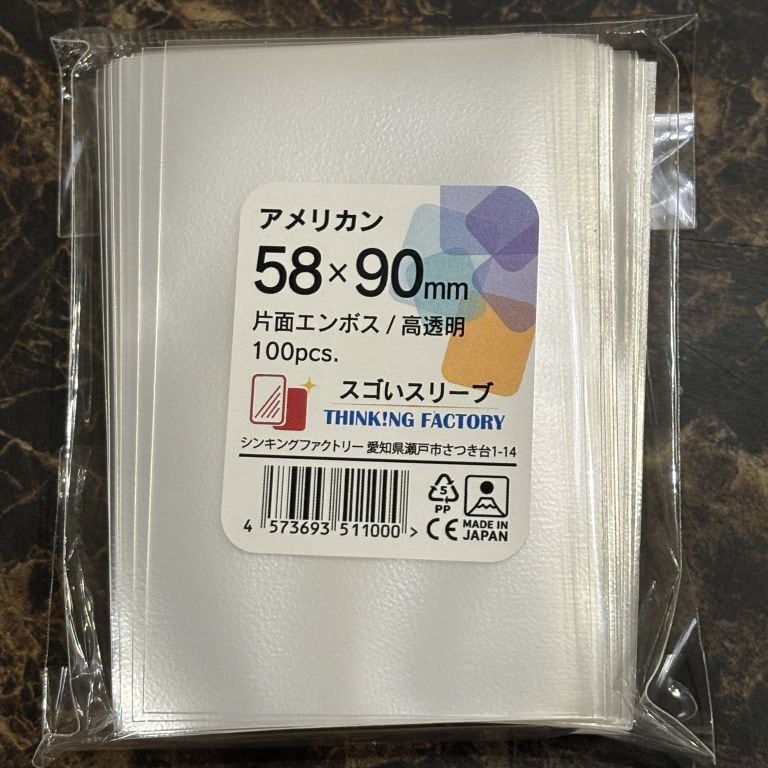 アメリカン
58×90mm
片面エンボス / 高透明
100pcs.
スゴいスリーブ
THINK!NG FACTORY
シンキングファクトリー 愛知県瀬戸市さつき台1-14
4 573693 511000 >
5
PP
CE
MADE IN
JAPAN